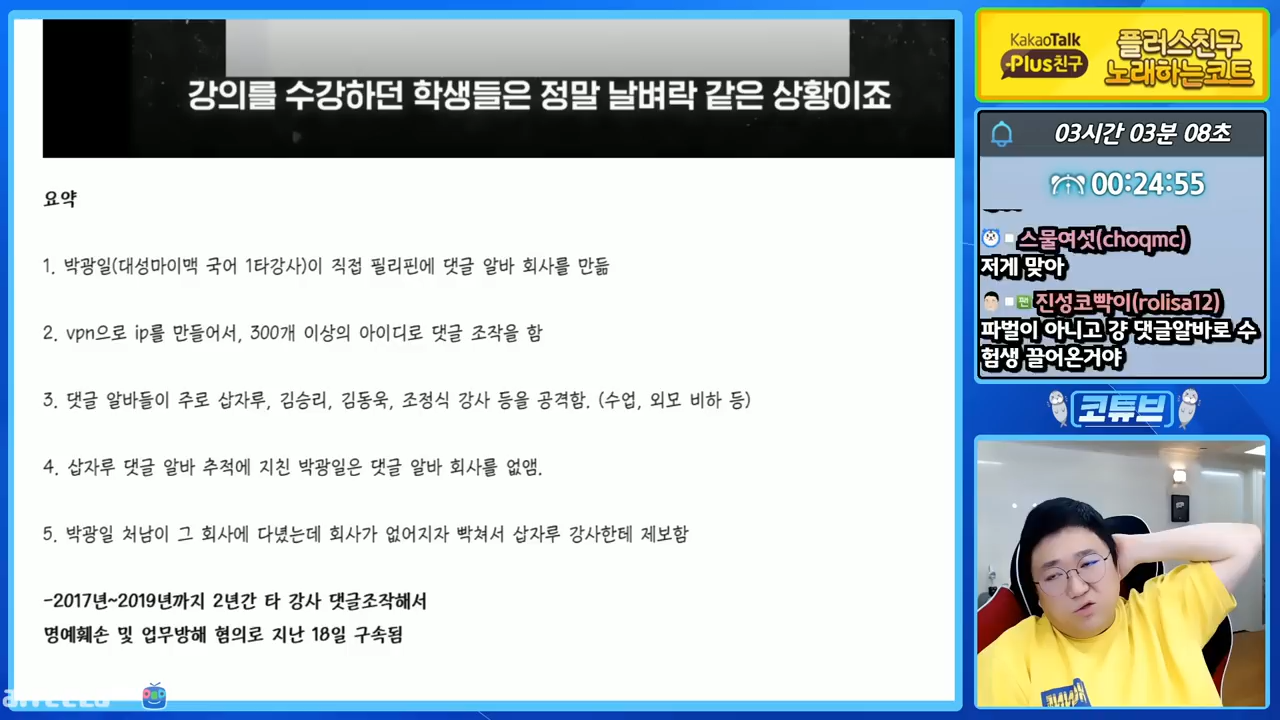 강의를 수강하던 학생들은 정말 날벼락 같은 상황이죠
요약
1. 박광일(대성마이맥 국어 1타강사)이 직접 필리핀에 댓글 알바 회사를 만듦
2. vpn으로 ip를 만들어서, 300개 이상의 아이디로 댓글 조작을 함
3. 댓글 알바들이 주로 삽자루, 김승리, 김동욱, 조정식 강사 등을 공격함. (수업, 외모 비하 등)
4. 삽자루 댓글 알바 추적에 지친 박광일은 댓글 알바 회사를 없앰.
5. 박광일 처남이 그 회사에 다녔는데 회사가 없어지자 빡쳐서 삽자루 강사한테 제보함
-2017년~2019년까지 2년간 타 강사 댓글조작해서
명예훼손 및 업무방해 혐의로 지난 18일 구속됨
KakaoTalk
Plus친구
플러스친구
노래하는코트
03시간 03분 08초
00:24:55
스물여섯(choqmc)
저게 맞아
팬 진성코빡이(rolisa12)
파벌이 아니고 걍 댓글알바로 수
험생 끌어온거야
코튜브